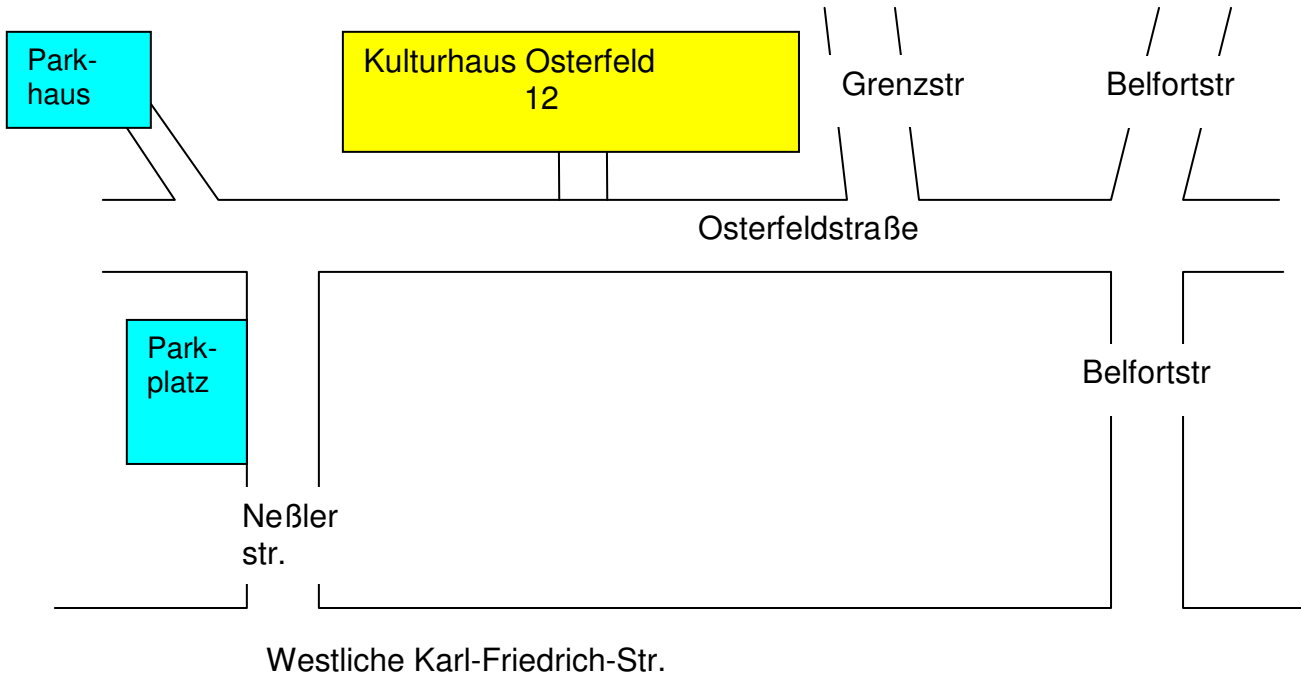 Park-
haus
Kulturhaus Osterfeld
12
Grenzstr
Belfortstr
Osterfeldstraße
Park-
platz
Belfortstr
Neßler
str.
Westliche Karl-Friedrich-Str.